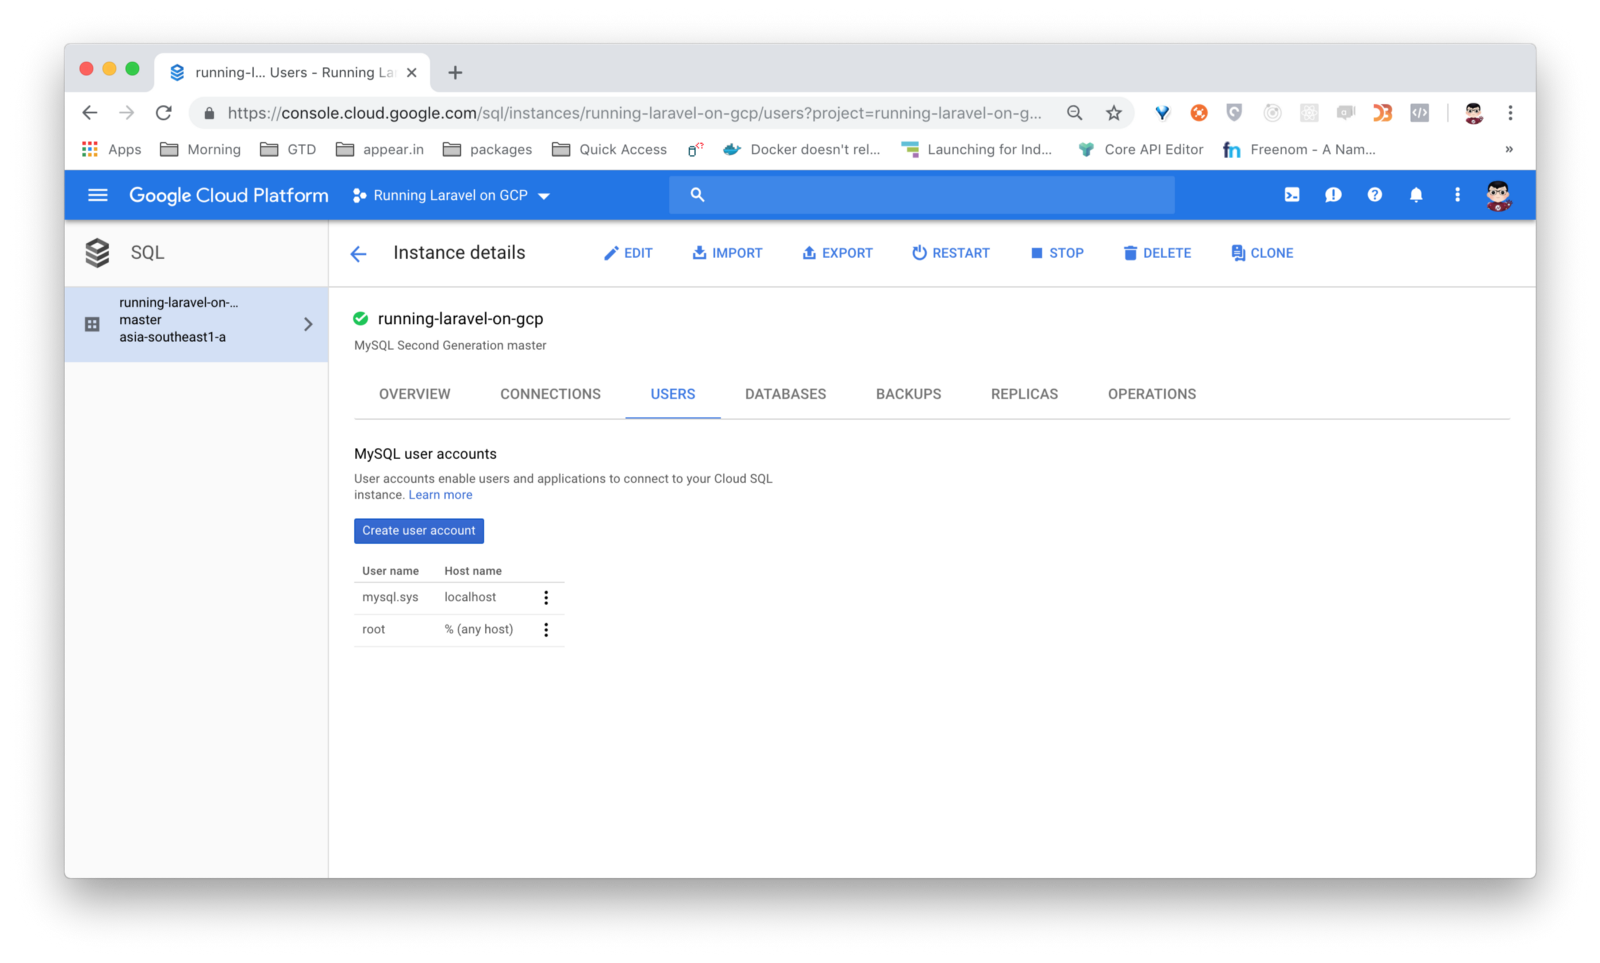 running-l... Users - Running La
https://console.cloud.google.com/sql/instances/running-laravel-on-gcp/users?project=running-laravel-on-g...
Apps Morning GTD appear.in packages Quick Access Docker doesn't rel... Launching for Ind... Core API Editor fn Freenom - A Nam... »
Google Cloud Platform Running Laravel on GCP
SQL Instance details EDIT IMPORT EXPORT RESTART STOP DELETE CLONE
running-laravel-on-...
master
asia-southeast1-a
running-laravel-on-gcp
MySQL Second Generation master
OVERVIEW CONNECTIONS USERS DATABASES BACKUPS REPLICAS OPERATIONS
MySQL user accounts
User accounts enable users and applications to connect to your Cloud SQL
instance. Learn more
Create user account
User name Host name
mysql.sys localhost
root % (any host)